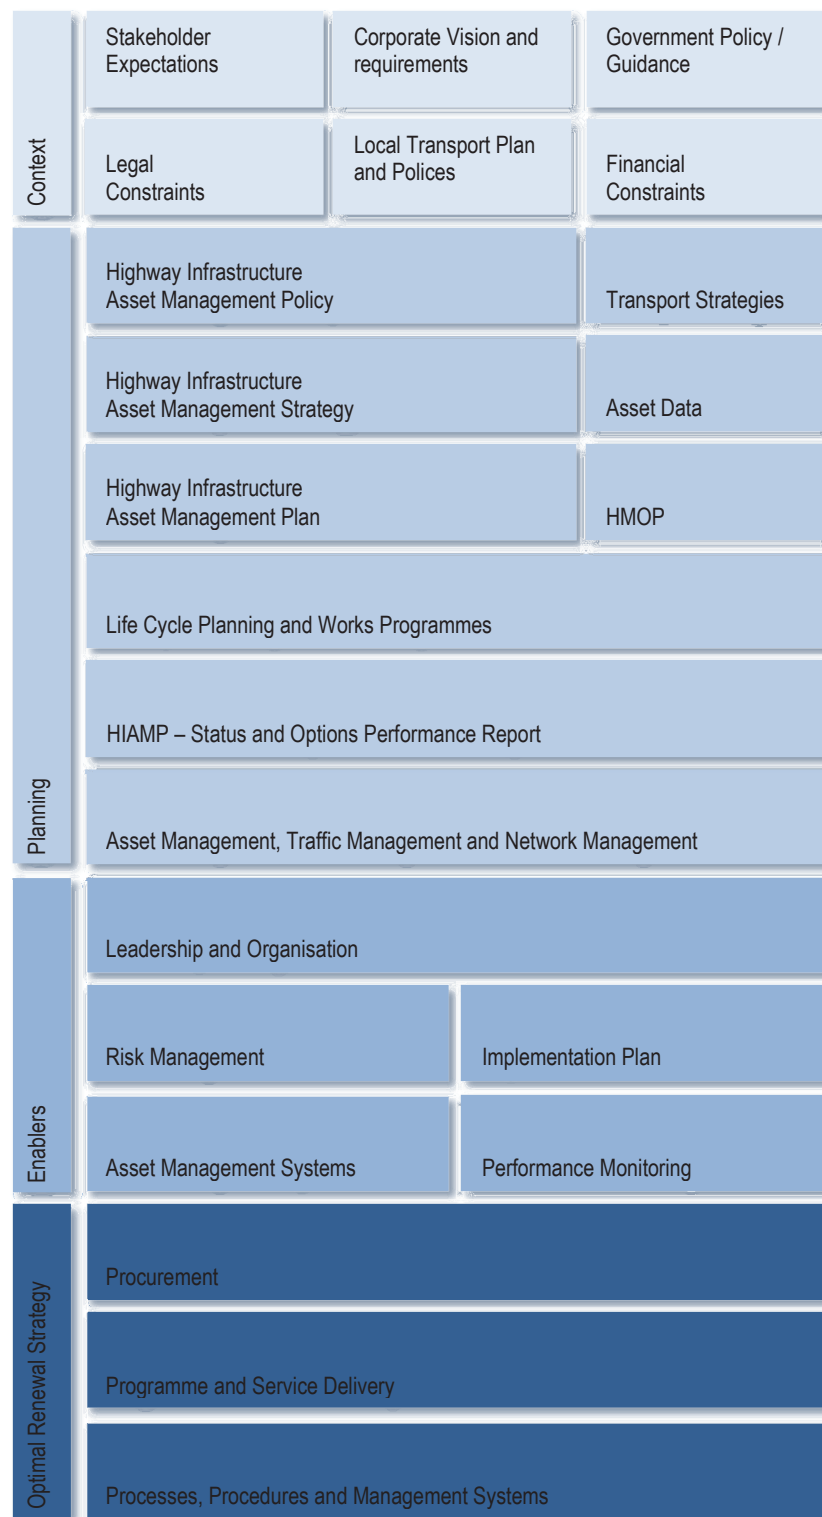 Context
Stakeholder
Expectations
Corporate Vision and
requirements
Government Policy /
Guidance
Legal
Constraints
Local Transport Plan
and Polices
Financial
Constraints
Planning
Highway Infrastructure
Asset Management Policy
Transport Strategies
Highway Infrastructure
Asset Management Strategy
Asset Data
Highway Infrastructure
Asset Management Plan
HMOP
Life Cycle Planning and Works Programmes
HIAMP – Status and Options Performance Report
Asset Management, Traffic Management and Network Management
Enablers
Leadership and Organisation
Risk Management
Implementation Plan
Asset Management Systems
Performance Monitoring
Optimal Renewal Strategy
Procurement
Programme and Service Delivery
Processes, Procedures and Management Systems